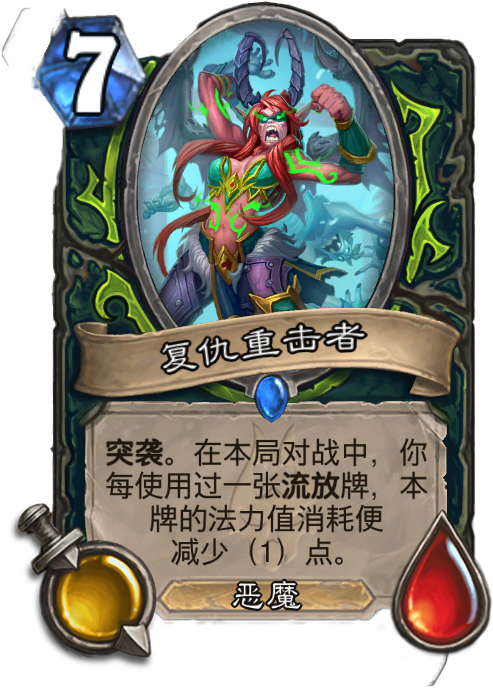 7
复仇重击者
突袭。在本局对战中，你
每使用过一张流放牌，本
牌的法力值消耗便
减少（1）点。
恶魔